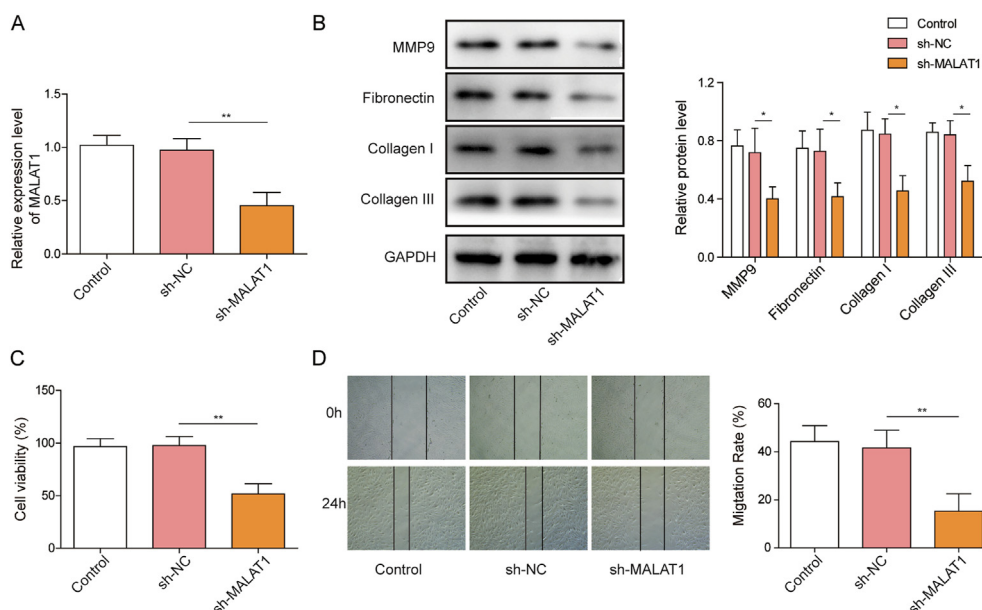 A
Relative expression level
of MALAT1
1.5
1.0
0.5
0.0
**
Control
sh-NC
sh-MALAT1
B
MMP9
Fibronectin
Collagen I
Collagen III
GAPDH
Control
sh-NC
sh-MALAT1
Control
sh-NC
sh-MALAT1
Relative protein level
1.2
0.8
0.4
0.0
*
*
*
*
MMP9
Fibronectin
Collagen I
Collagen III
C
Cell viability (%)
150
100
50
0
**
Control
sh-NC
sh-MALAT1
D
0h
24h
Control
sh-NC
sh-MALAT1
Migtation Rate (%)
60
40
20
0
**
Control
sh-NC
sh-MALAT1